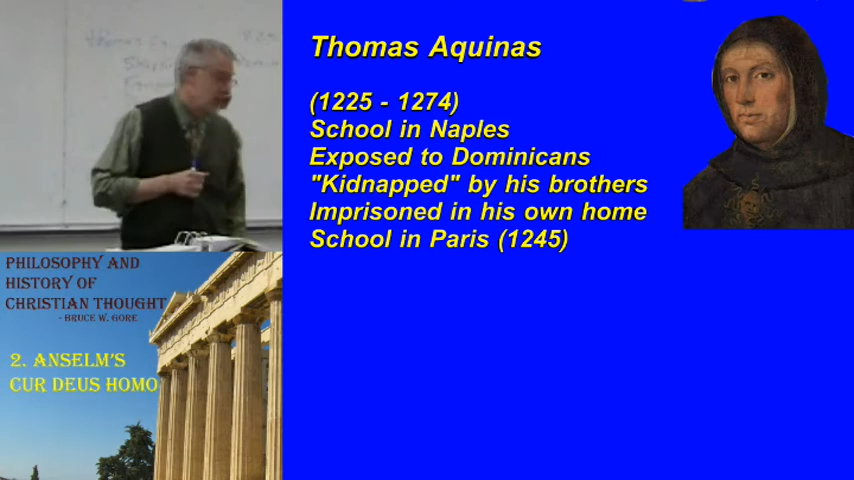 Thomas Aquinas
(1225 - 1274)
School in Naples
Exposed to Dominicans
"Kidnapped" by his brothers
Imprisoned in his own home
School in Paris (1245)
PHILOSOPHY AND
HISTORY OF
CHRISTIAN THOUGHT
- BRUCE W. GORE
2. ANSELM'S
CUR DEUS HOMO